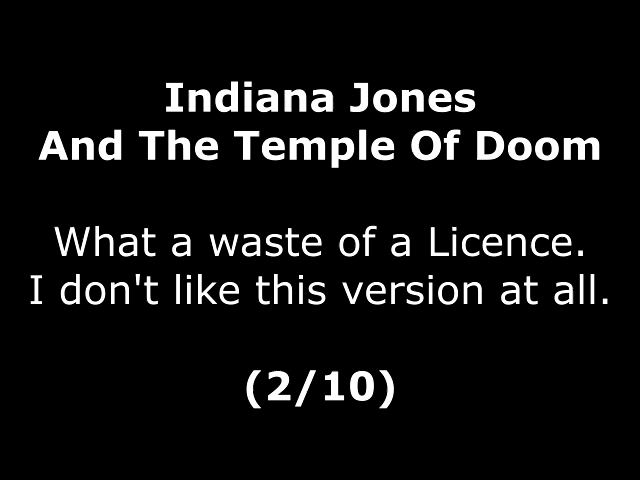 Indiana Jones
And The Temple Of Doom
What a waste of a Licence.
I don't like this version at all.
(2/10)